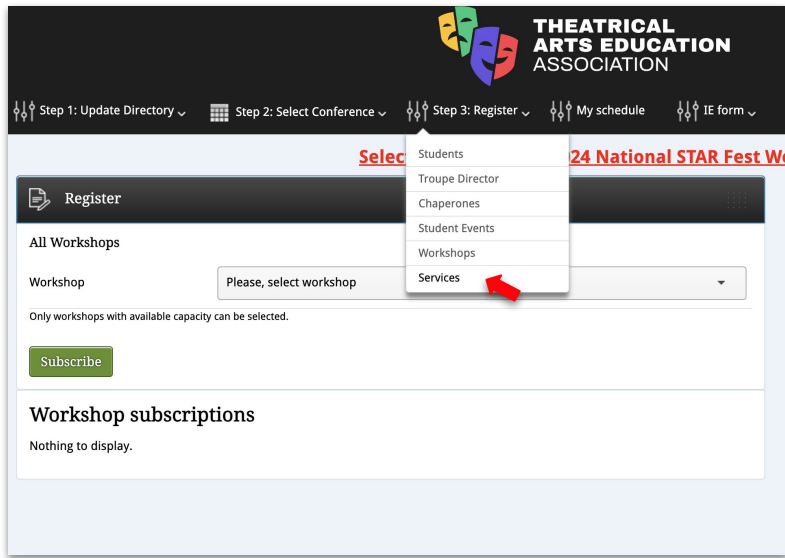 THEATRICAL
ARTS EDUCATION
ASSOCIATION
Step 1: Update Directory Step 2: Select Conference Step 3: Register My schedule IE form
Selec 24 National STAR Fest W
Students
Troupe Director
Chaperones
Student Events
Workshops
Services
Register
All Workshops
Workshop Please, select workshop
Only workshops with available capacity can be selected.
Subscribe
Workshop subscriptions
Nothing to display.